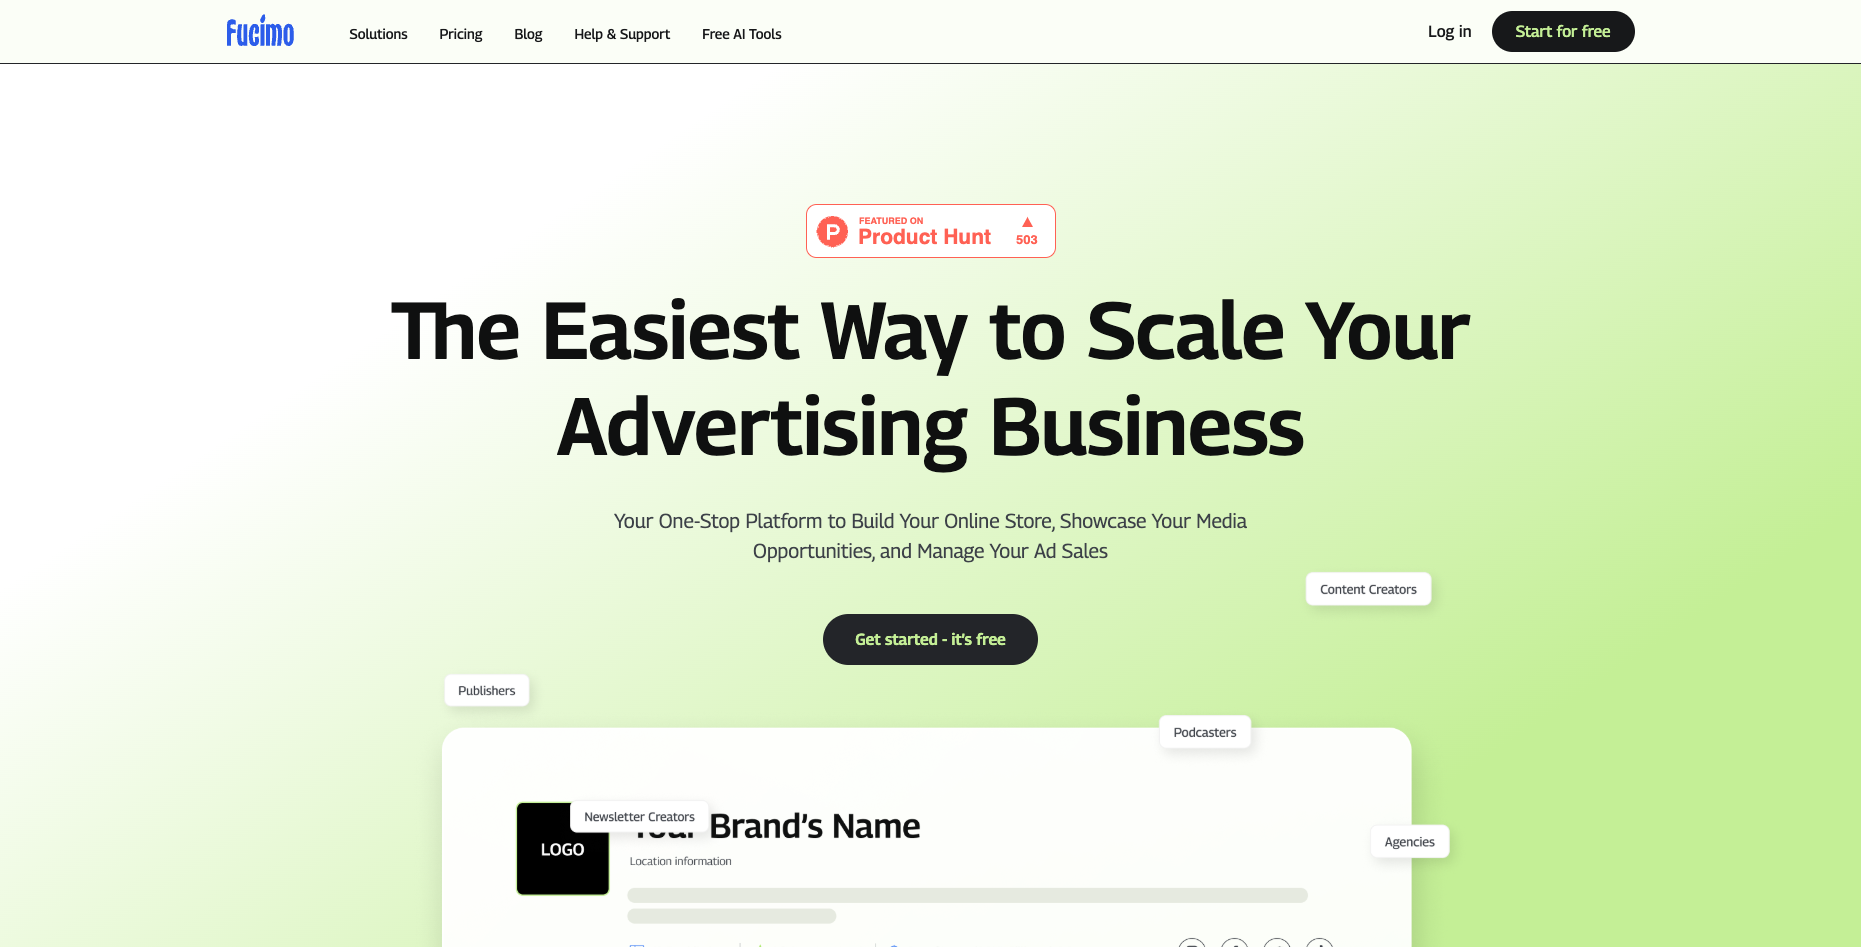 Fucimo
Solutions
Pricing
Blog
Help & Support
Free AI Tools
Log in
Start for free
P
FEATURED ON
Product Hunt
503
The Easiest Way to Scale Your
Advertising Business
Your One-Stop Platform to Build Your Online Store, Showcase Your Media
Opportunities, and Manage Your Ad Sales
Content Creators
Get started - it's free
Publishers
Podcasters
Newsletter Creators
Your Brand's Name
LOGO
Agencies
Location information